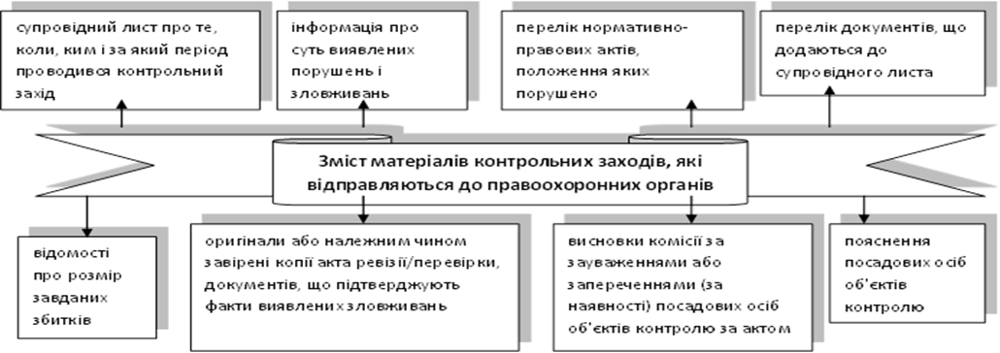 супровідний лист про те,
коли, ким і за який період
проводився контрольний
захід
інформація про
суть виявлених
порушень і
зловживань
перелік нормативно-
правових актів,
положення яких
порушено
перелік документів, що
додаються до
супровідного листа
Зміст матеріалів контрольних заходів, які
відправляються до правоохоронних органів
відомості
про розмір
завданих
збитків
оригінали або належним чином
завірені копії акта ревізії/перевірки,
документів, що підтверджують
факти виявлених зловживань
висновки комісії за
зауваженнями або
запереченнями (за
наявності) посадових осіб
об'єктів контролю за актом
пояснення
посадових осіб
об'єктів
контролю